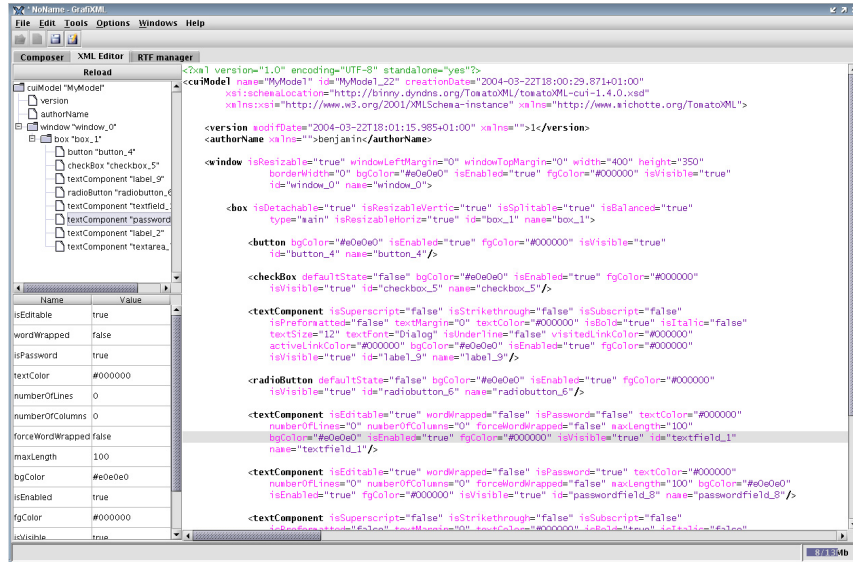 * NoName - GrafiXML
File Edit Tools Options Windows Help
Composer XML Editor RTF manager
Reload
cuiModel "MyModel"
version
authorName
window "window_0"
box "box_1"
button "button_4"
checkBox "checkbox_5"
textComponent "label_9"
radioButton "radiobutton_6
textComponent "textfield_
textComponent "password
textComponent "label_2"
textComponent "textarea_
Name Value
isEditable true
wordWrapped false
isPassword true
textColor #000000
numberOfLines 0
numberOfColumns 0
forceWordWrapped false
maxLength 100
bgColor #e0e0e0
isEnabled true
fgColor #000000
isVisible true
<?xml version="1.0" encoding="UTF-8" standalone="yes"?>
<cuiModel name="MyModel" id="MyModel_22" creationDate="2004-03-22T18:00:29.871+01:00"
xsi:schemaLocation="http://binny.dyndns.org/TomatoXML/tomatoXML-cui-1.4.0.xsd"
xmlns:xsi="http://www.w3.org/2001/XMLSchema-instance" xmlns="http://www.michotte.org/TomatoXML">
<version modifDate="2004-03-22T18:01:15.985+01:00" xmlns="">1</version>
<authorName xmlns="">benjamin</authorName>
<window isResizable="true" windowLeftMargin="0" windowTopMargin="0" width="400" height="350"
borderWidth="0" bgColor="#e0e0e0" isEnabled="true" fgColor="#000000" isVisible="true"
id="window_0" name="window_0">
<box isDetachable="true" isResizableVertic="true" isSplitable="true" isBalanced="true"
type="main" isResizableHoriz="true" id="box_1" name="box_1">
<button bgColor="#e0e0e0" isEnabled="true" fgColor="#000000" isVisible="true"
id="button_4" name="button_4"/>
<checkBox defaultState="false" bgColor="#e0e0e0" isEnabled="true" fgColor="#000000"
isVisible="true" id="checkbox_5" name="checkbox_5"/>
<textComponent isSuperscript="false" isStrikethrough="false" isSubscript="false"
isPreformatted="false" textMargin="0" textColor="#000000" isBold="true" isItalic="false"
textSize="12" textFont="Dialog" isUnderline="false" visitedLinkColor="#000000"
activeLinkColor="#000000" bgColor="#e0e0e0" isEnabled="true" fgColor="#000000"
isVisible="true" id="label_9" name="label_9"/>
<radioButton defaultState="false" bgColor="#e0e0e0" isEnabled="true" fgColor="#000000"
isVisible="true" id="radiobutton_6" name="radiobutton_6"/>
<textComponent isEditable="true" wordWrapped="false" isPassword="false" textColor="#000000"
numberOfLines="0" numberOfColumns="0" forceWordWrapped="false" maxLength="100"
bgColor="#e0e0e0" isEnabled="true" fgColor="#000000" isVisible="true" id="textfield_1"
name="textfield_1"/>
<textComponent isEditable="true" wordWrapped="false" isPassword="true" textColor="#000000"
numberOfLines="0" numberOfColumns="0" forceWordWrapped="false" maxLength="100" bgColor="#e0e0e0"
isEnabled="true" fgColor="#000000" isVisible="true" id="passwordfield_8" name="passwordfield_8"/>
<textComponent isSuperscript="false" isStrikethrough="false" isSubscript="false"
isPreformatted="false" textMargin="0" textColor="#000000" isBold="true" isItalic="false"
8/13Mb